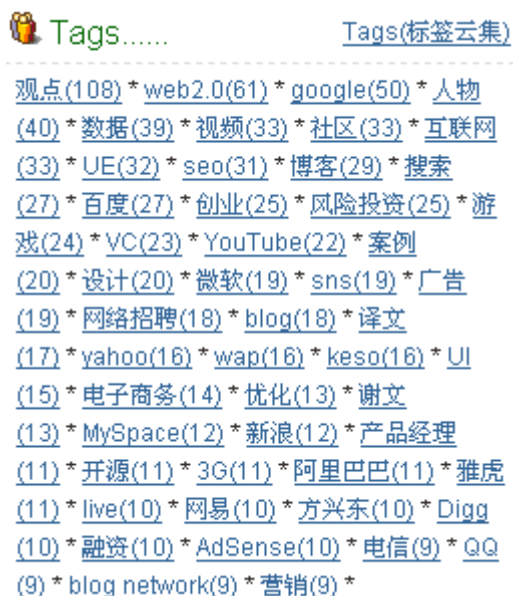 Tags...... Tags(标签云集)
观点(108) * web2.0(61) * google(50) * 人物
(40) * 数据(39) * 视频(33) * 社区(33) * 互联网
(33) * UE(32) * seo(31) * 博客(29) * 搜索
(27) * 百度(27) * 创业(25) * 风险投资(25) * 游
戏(24) * VC(23) * YouTube(22) * 案例
(20) * 设计(20) * 微软(19) * sns(19) * 广告
(19) * 网络招聘(18) * blog(18) * 译文
(17) * yahoo(16) * wap(16) * keso(16) * UI
(15) * 电子商务(14) * 优化(13) * 谢文
(13) * MySpace(12) * 新浪(12) * 产品经理
(11) * 开源(11) * 3G(11) * 阿里巴巴(11) * 雅虎
(11) * live(10) * 网易(10) * 方兴东(10) * Digg
(10) * 融资(10) * AdSense(10) * 电信(9) * QQ
(9) * blog network(9) * 营销(9) *